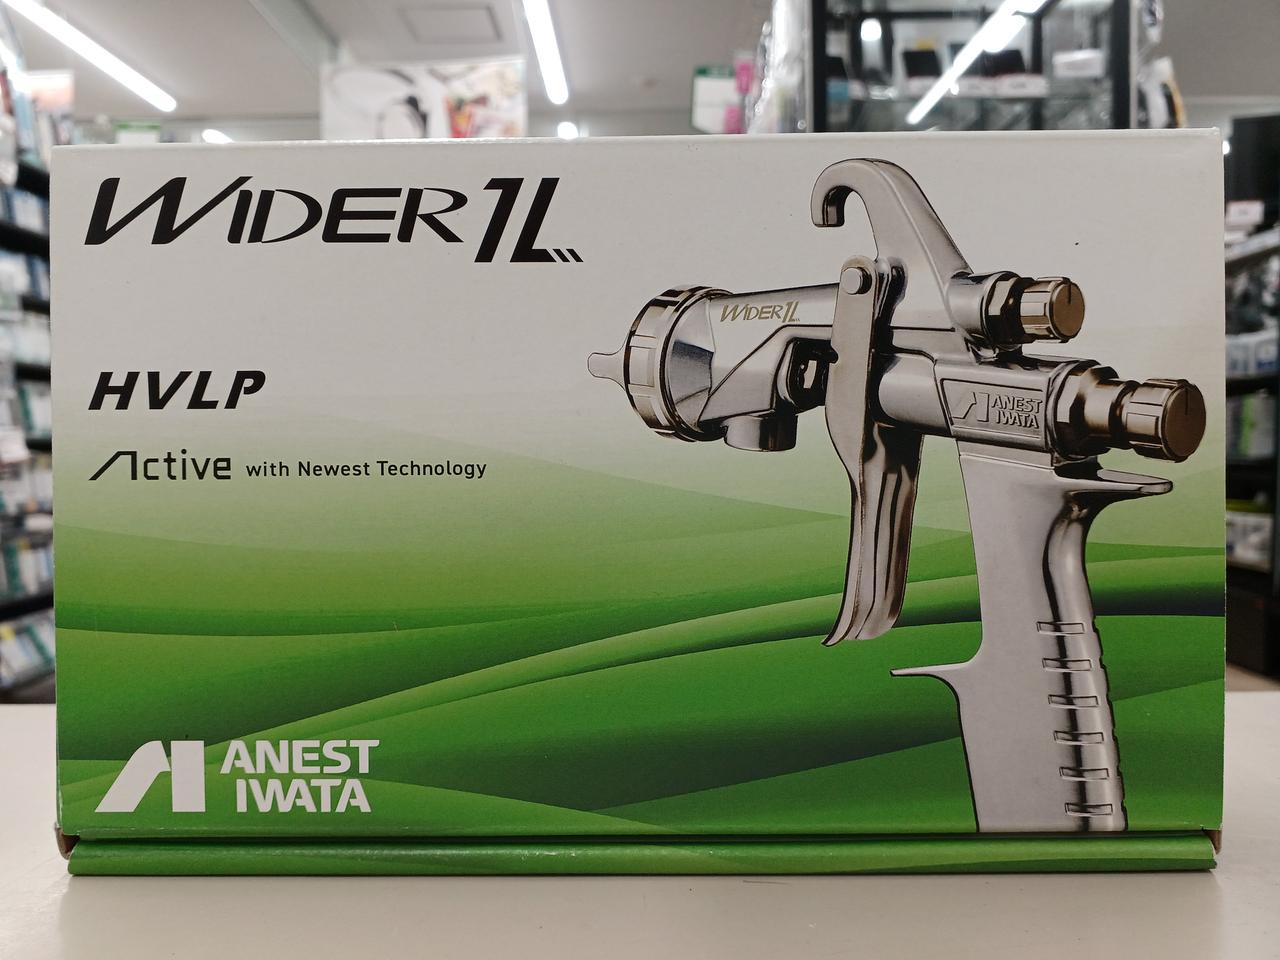 WIDER1L
HVLP
Active with Newest Technology
WIDER1L
ANEST
IWATA
ANEST
IWATA